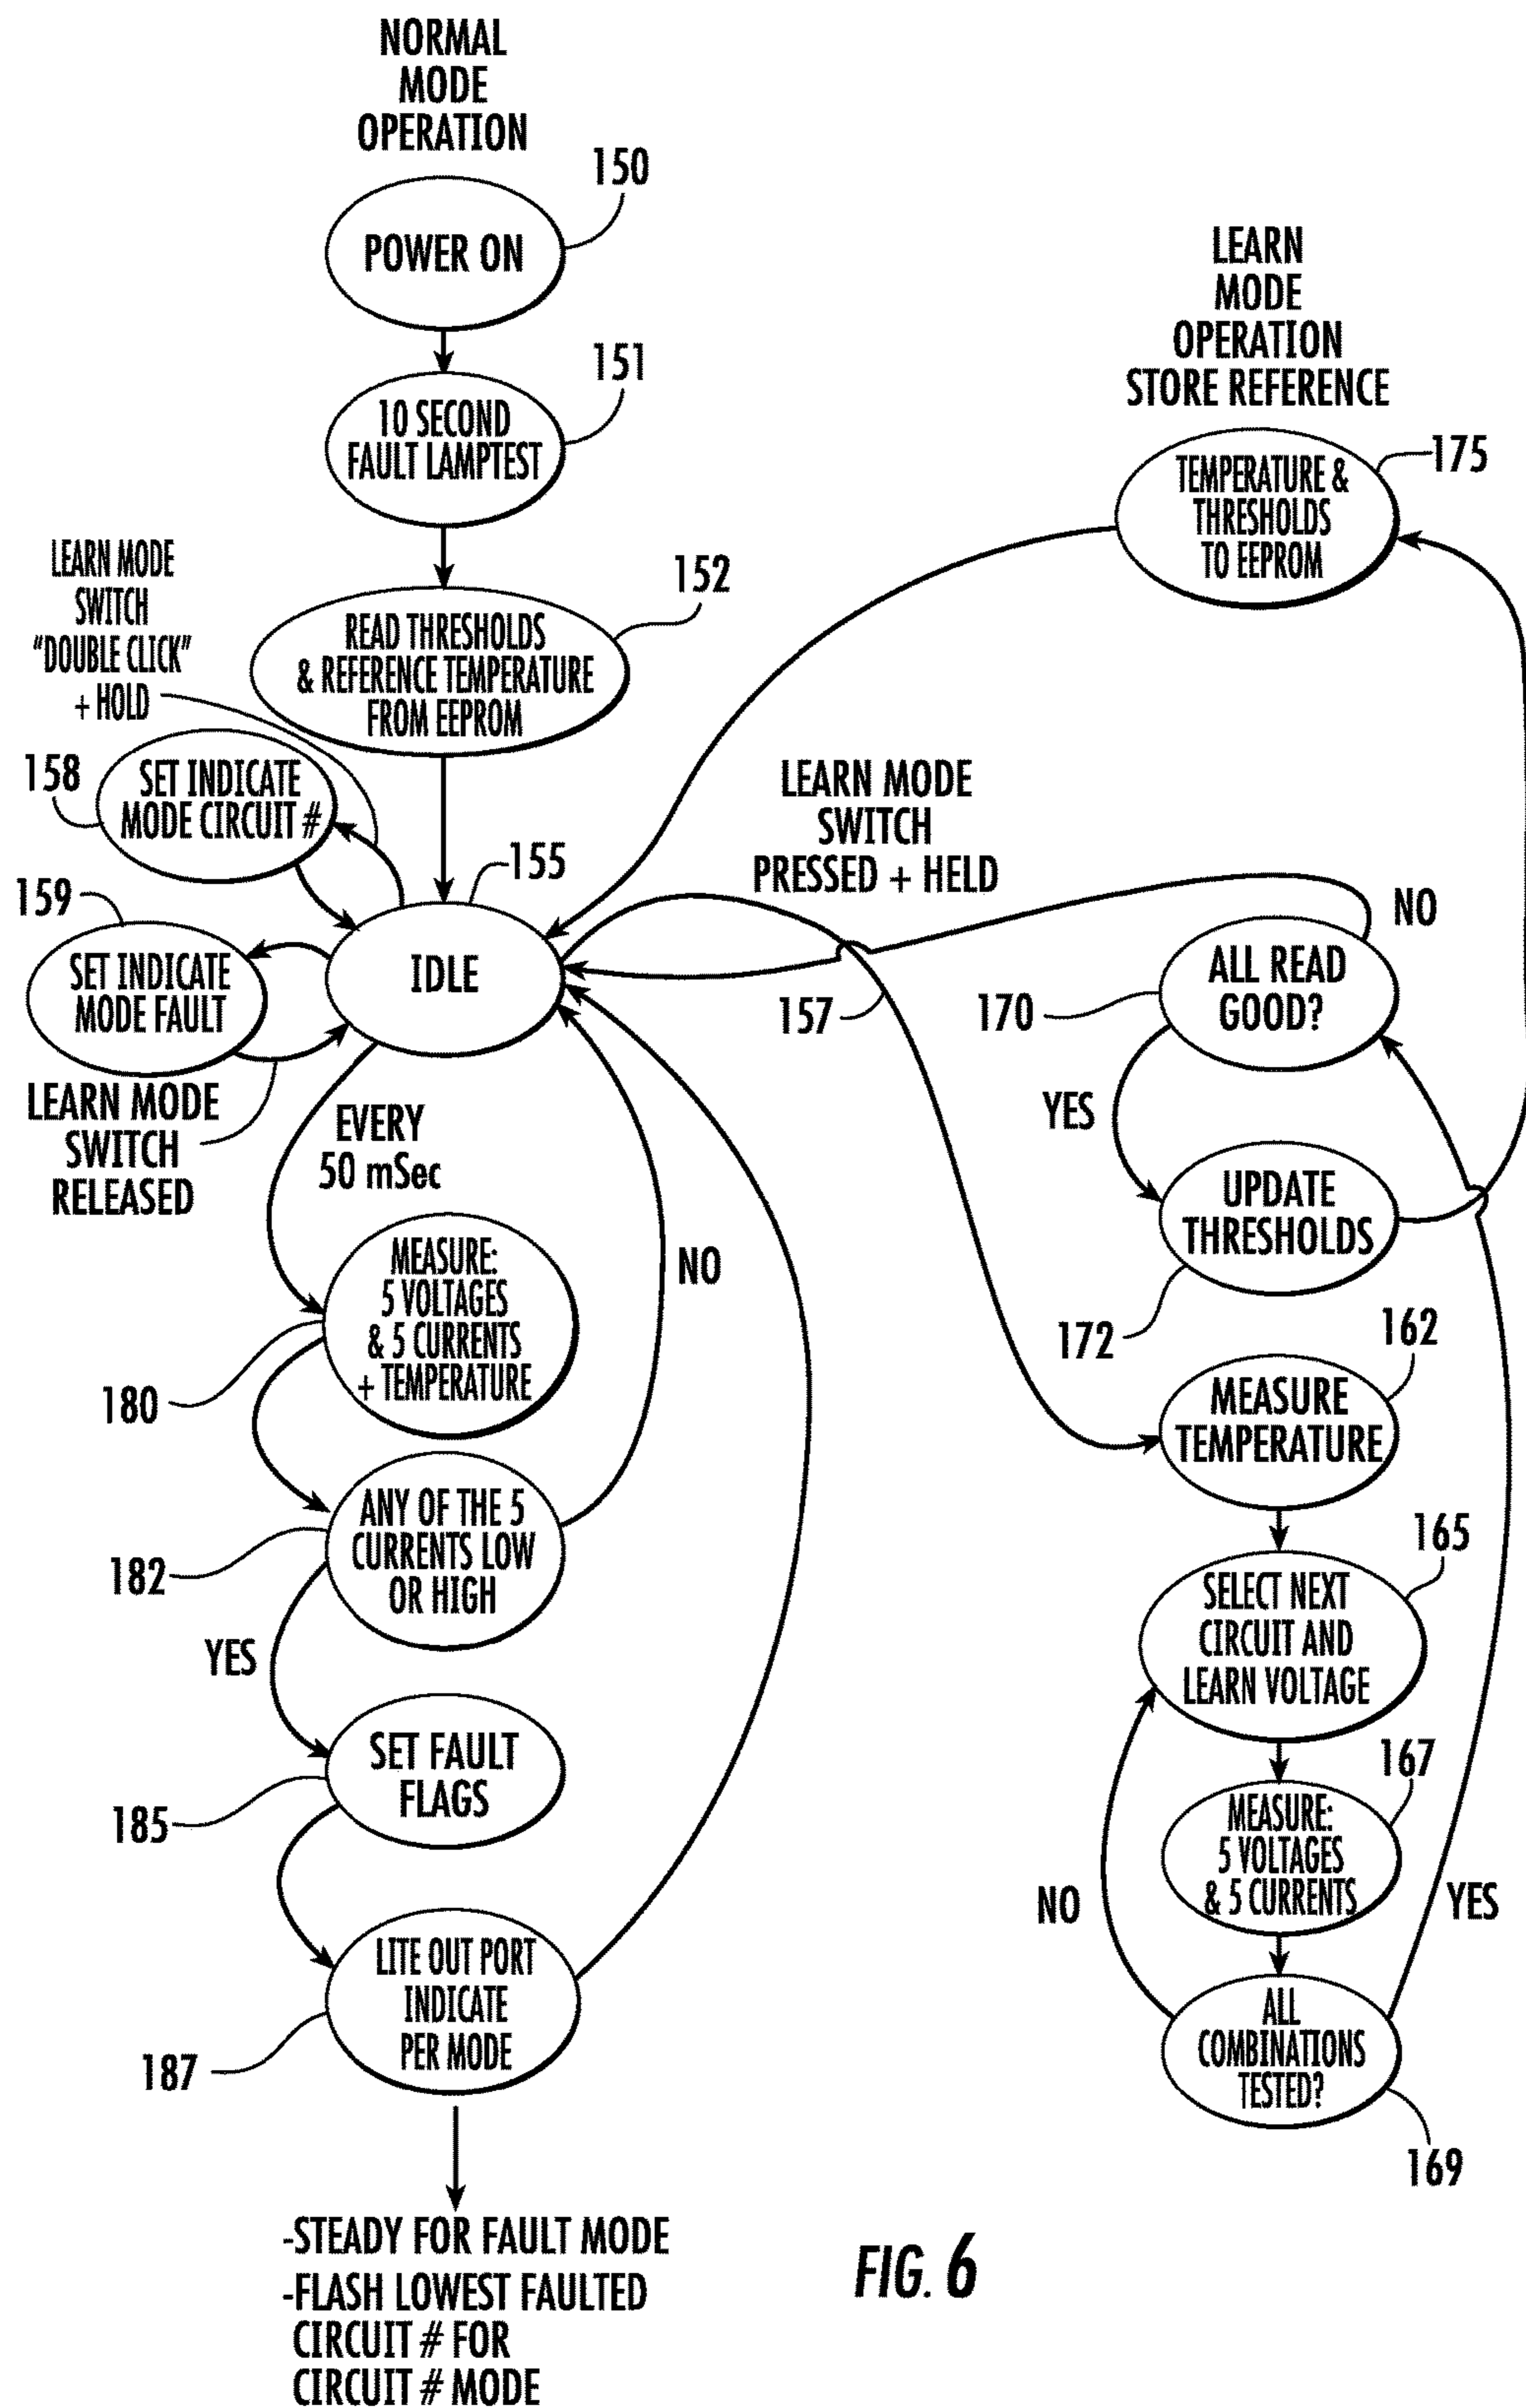 NORMAL
MODE
OPERATION
150
POWER ON
151
10 SECOND
FAULT LAMPTEST
LEARN MODE
SWITCH
"DOUBLE CLICK"
+ HOLD
152
READ THRESHOLDS
& REFERENCE TEMPERATURE
FROM EEPROM
158
SET INDICATE
MODE CIRCUIT #
155
159
SET INDICATE
MODE FAULT
IDLE
LEARN MODE
SWITCH
RELEASED
EVERY
50 mSec
MEASURE:
5 VOLTAGES
& 5 CURRENTS
+ TEMPERATURE
180
NO
ANY OF THE 5
CURRENTS LOW
OR HIGH
182
YES
SET FAULT
FLAGS
185
LITE OUT PORT
INDICATE
PER MODE
187
-STEADY FOR FAULT MODE
-FLASH LOWEST FAULTED
CIRCUIT # FOR
CIRCUIT # MODE
LEARN
MODE
OPERATION
STORE REFERENCE
175
TEMPERATURE &
THRESHOLDS
TO EEPROM
LEARN MODE
SWITCH
PRESSED + HELD
157
NO
ALL READ
GOOD?
170
YES
UPDATE
THRESHOLDS
172
162
MEASURE
TEMPERATURE
165
SELECT NEXT
CIRCUIT AND
LEARN VOLTAGE
167
MEASURE:
5 VOLTAGES
& 5 CURRENTS
NO
YES
ALL
COMBINATIONS
TESTED?
169
FIG. 6